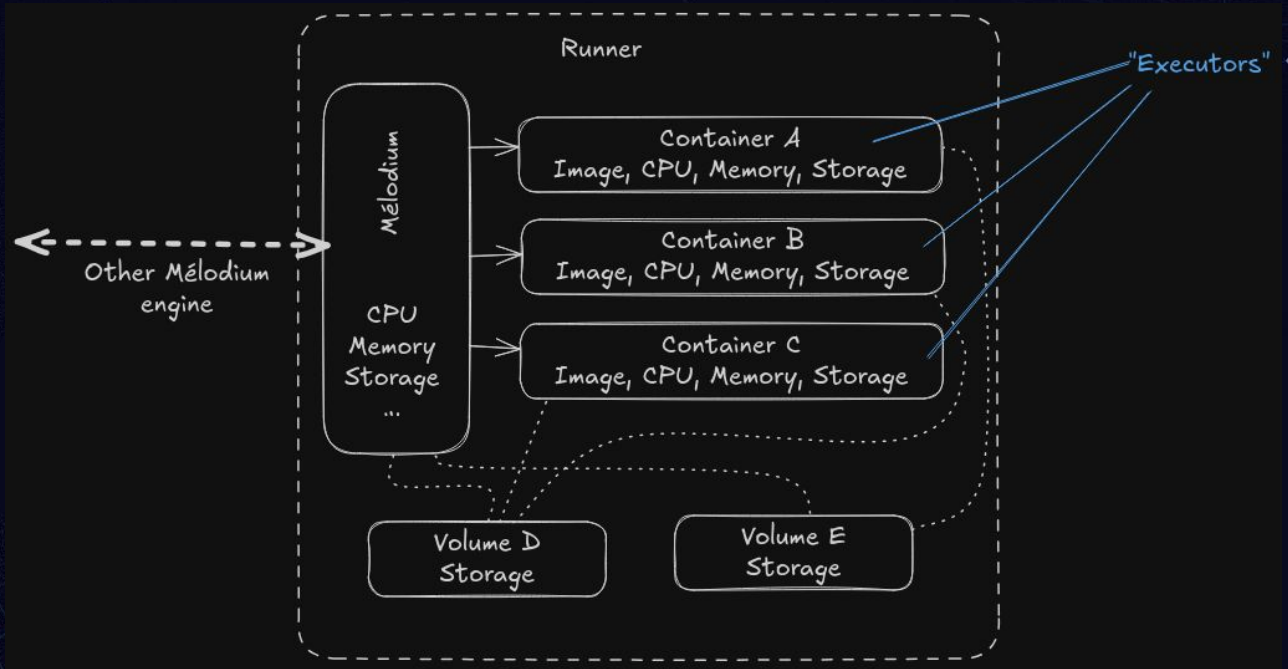 Runner
"Executors"
Mélodium
CPU
Memory
Storage
...
Container A
Image, CPU, Memory, Storage
Container B
Image, CPU, Memory, Storage
Container C
Image, CPU, Memory, Storage
Other Mélodium
engine
Volume D
Storage
Volume E
Storage